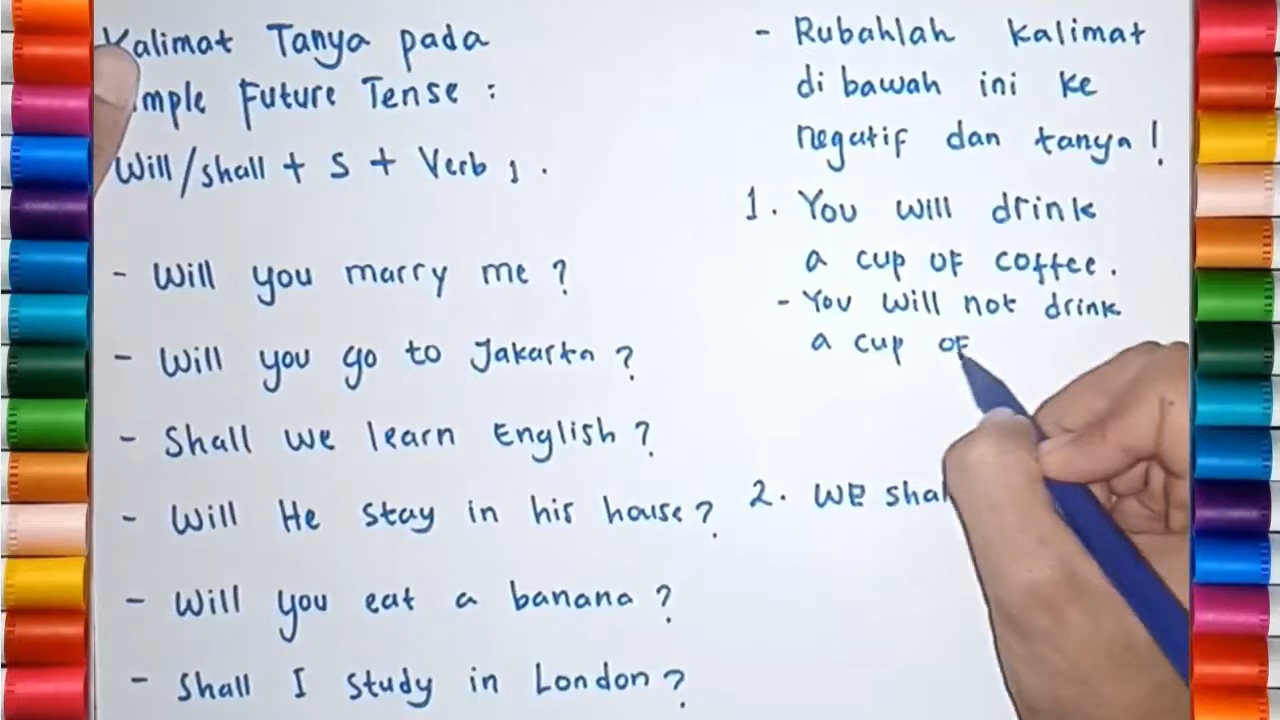 Kalimat Tanya pada
Future Tense :
Will/shall + S + Verb 1 .
- Will you marry me ?
- Will you go to Jakarta ?
- Shall we learn English ?
- Will He stay in his house ?
- Will you eat a banana ?
- Shall I study in London ?
- Rubahlah kalimat
di bawah ini ke
negatif dan tanya !
1. You will drink
a cup of coffee.
- You will not drink
a cup of
2. We